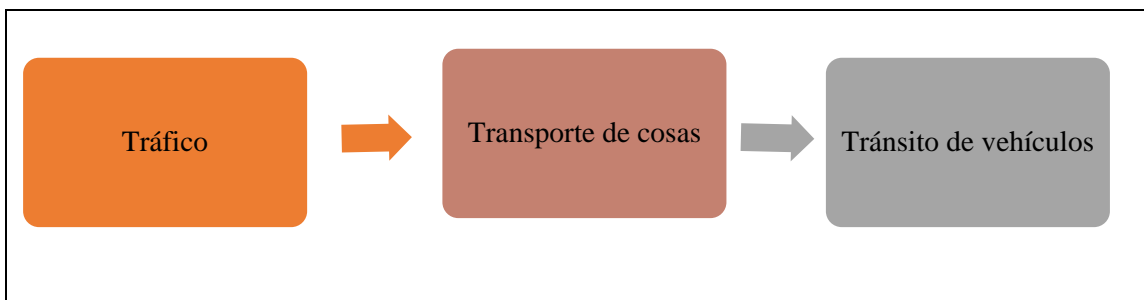 Tráfico
Transporte de cosas
Tránsito de vehículos